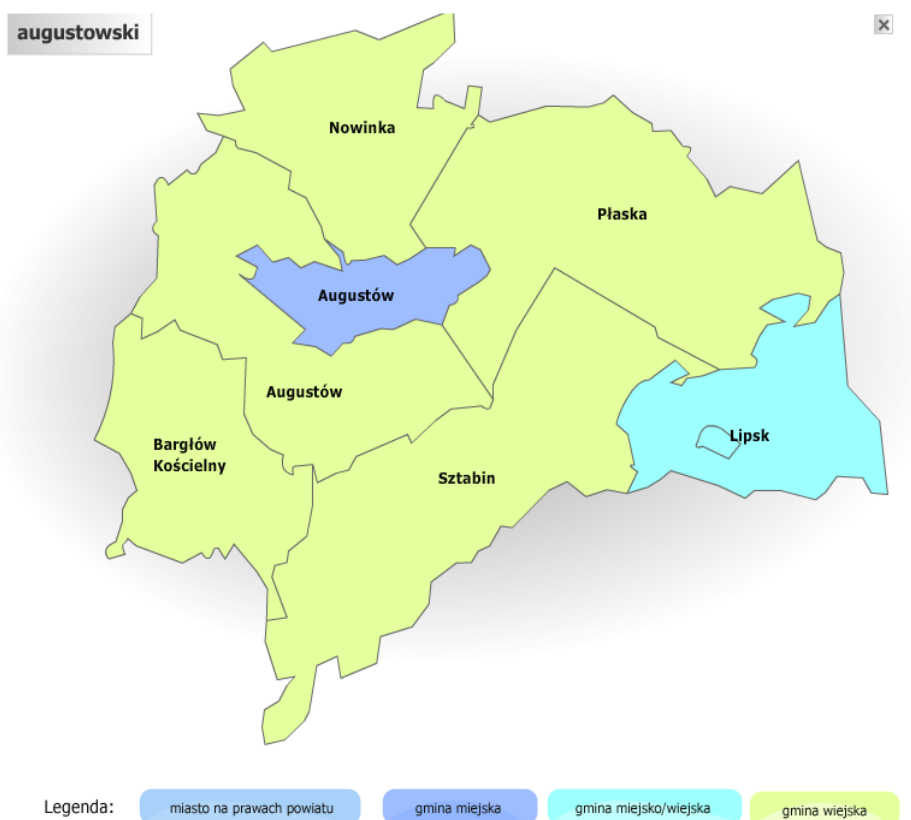 augustowski
Nowinka
Płaska
Augustów
Augustów
Bargłów
Kościelny
Lipsk
Sztabin
Legenda:
miasto na prawach powiatu
gmina miejska
gmina miejsko/wiejska
gmina wiejska